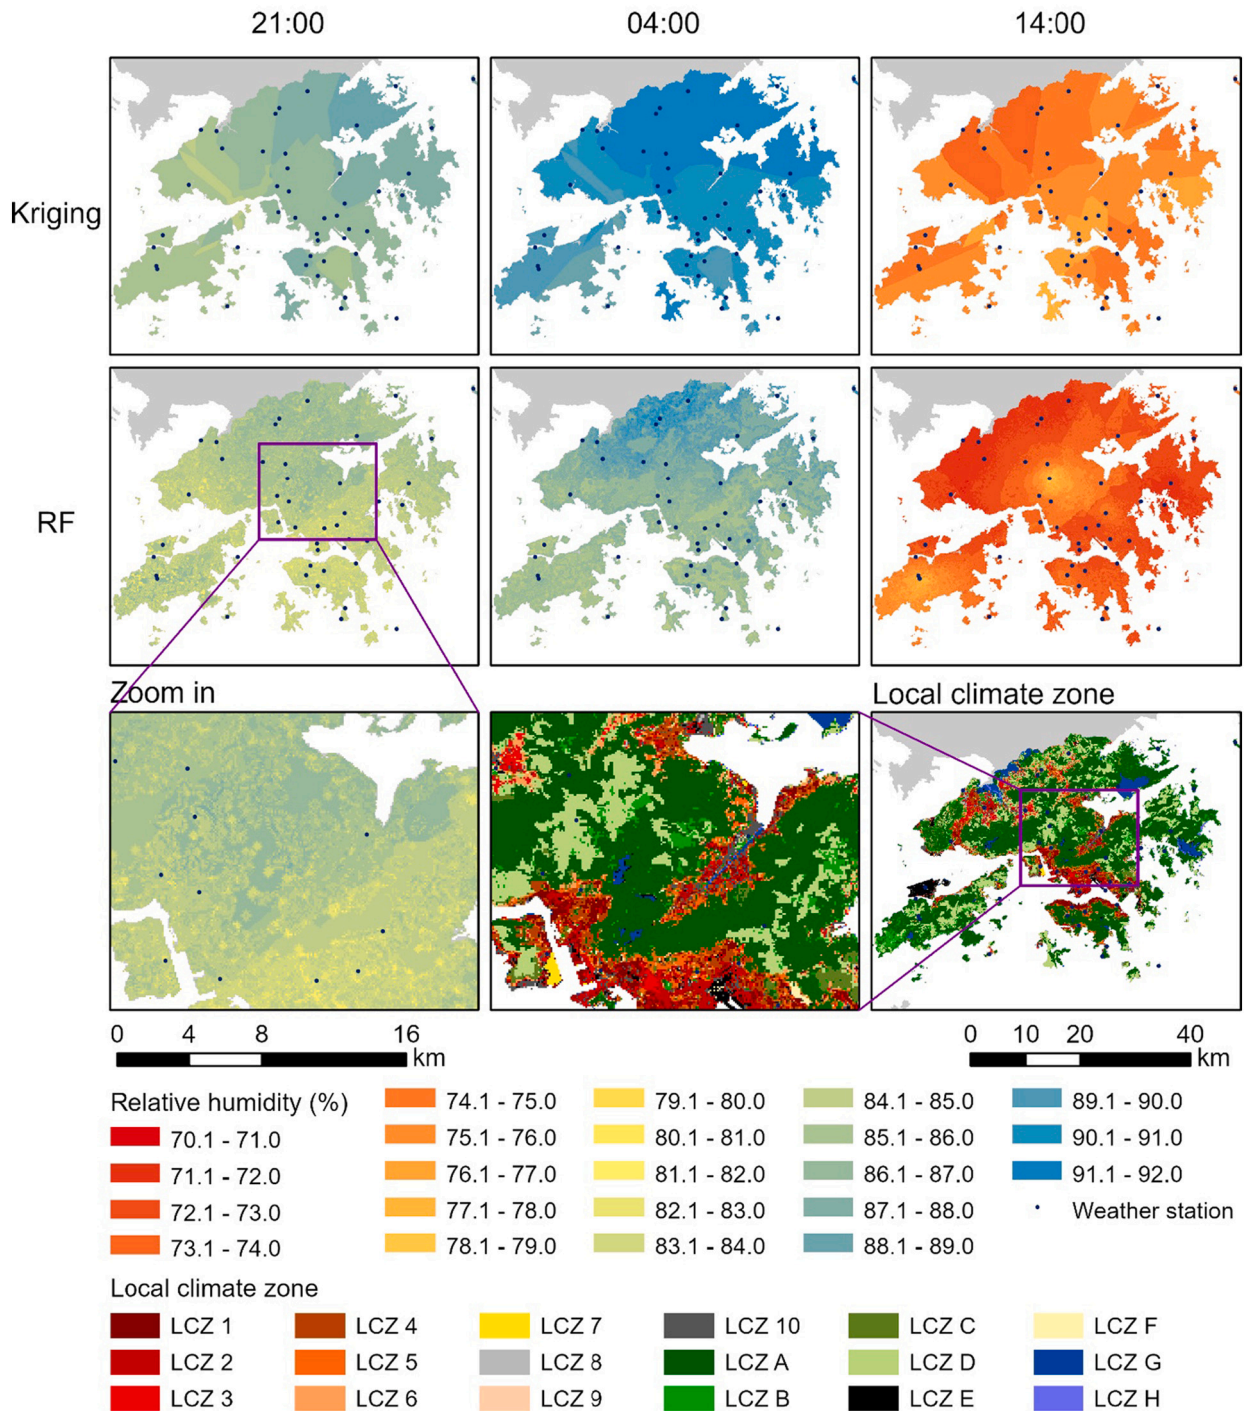 21:00 04:00 14:00
Kriging
RF
Zoom in Local climate zone
0 4 8 16 km
0 10 20 40 km
Relative humidity (%)
70.1 - 71.0
71.1 - 72.0
72.1 - 73.0
73.1 - 74.0
74.1 - 75.0
75.1 - 76.0
76.1 - 77.0
77.1 - 78.0
78.1 - 79.0
79.1 - 80.0
80.1 - 81.0
81.1 - 82.0
82.1 - 83.0
83.1 - 84.0
84.1 - 85.0
85.1 - 86.0
86.1 - 87.0
87.1 - 88.0
88.1 - 89.0
89.1 - 90.0
90.1 - 91.0
91.1 - 92.0
Weather station
Local climate zone
LCZ 1 LCZ 4 LCZ 7 LCZ 10 LCZ C LCZ F
LCZ 2 LCZ 5 LCZ 8 LCZ A LCZ D LCZ G
LCZ 3 LCZ 6 LCZ 9 LCZ B LCZ E LCZ H